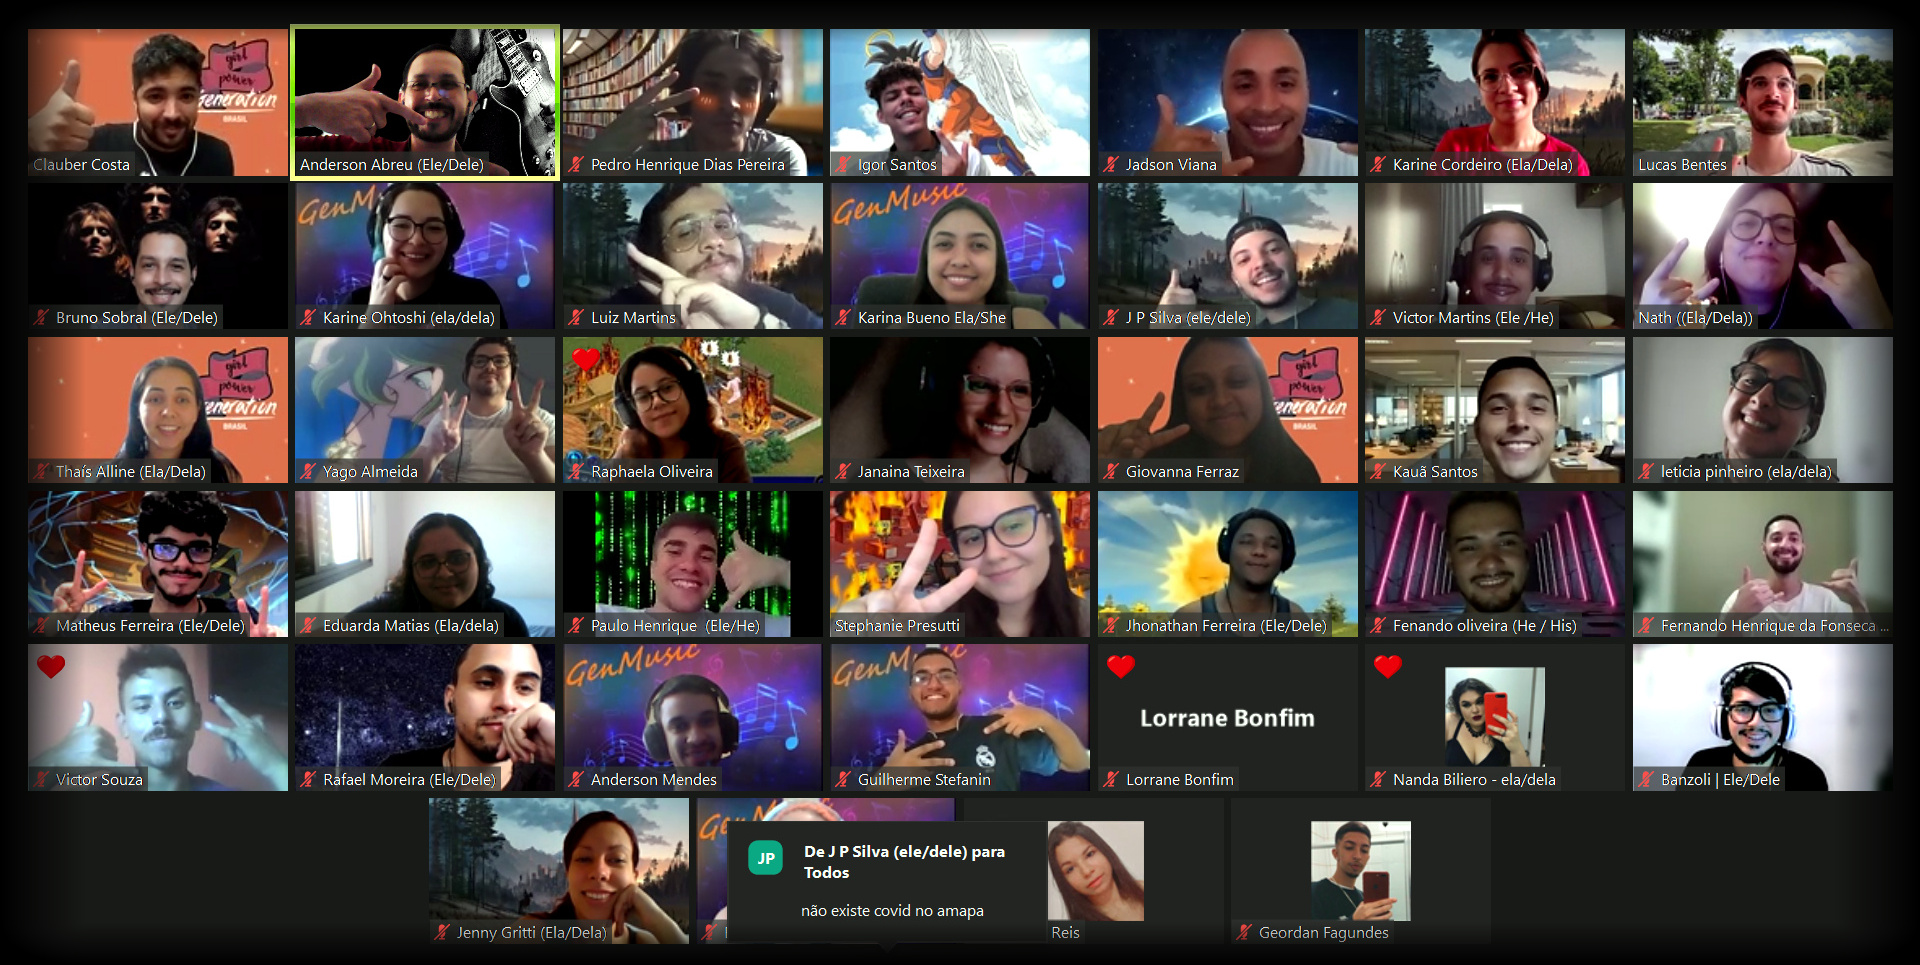 girl
power
Generation
BRASIL
Clauber Costa
Anderson Abreu (Ele/Dele)
Pedro Henrique Dias Pereira
Igor Santos
Jadson Viana
Karine Cordeiro (Ela/Dela)
Lucas Bentes
Bruno Sobral (Ele/Dele)
GenM
Karine Ohtoshi (ela/dela)
Luiz Martins
GenMusic
Karina Bueno Ela/She
J P Silva (ele/dele)
Victor Martins (Ele /He)
Nath ((Ela/Dela))
girl
power
eneration
BRASIL
Thaís Alline (Ela/Dela)
Yago Almeida
Raphaela Oliveira
Janaina Teixeira
girl
power
eneration
BRASIL
Giovanna Ferraz
Kauã Santos
leticia pinheiro (ela/dela)
Matheus Ferreira (Ele/Dele)
Eduarda Matias (Ela/dela)
Paulo Henrique (Ele/He)
Stephanie Presutti
Jhonathan Ferreira (Ele/Dele)
Fenando oliveira (He / His)
Fernando Henrique da Fonseca ...
Victor Souza
Rafael Moreira (Ele/Dele)
GenMusic
Anderson Mendes
GenM sic
Guilherme Stefanin
Lorrane Bonfim
Lorrane Bonfim
Nanda Biliero - ela/dela
Banzoli | Ele/Dele
Jenny Gritti (Ela/Dela)
Ge
JP
De J P Silva (ele/dele) para
Todos
não existe covid no amapa
Reis
Geordan Fagundes